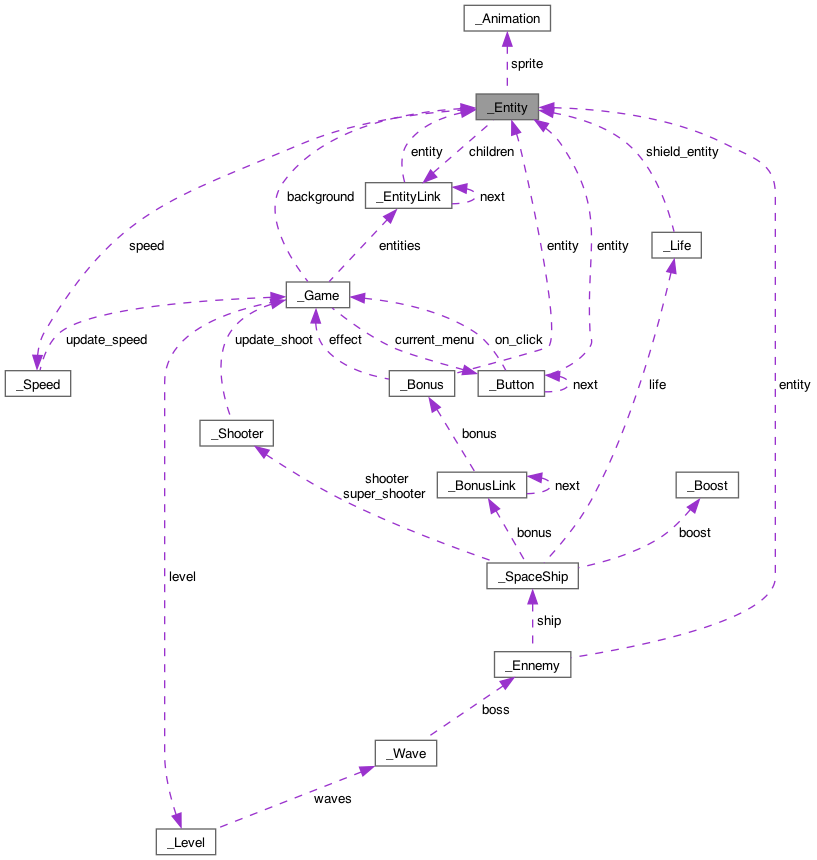 _Animation
sprite
_Entity
entity
children
shield_entity
background
_EntityLink
next
speed
entities
entity
entity
_Life
_Game
update_speed
update_shoot
effect
current_menu
on_click
_Speed
_Bonus
_Button
next
life
entity
_Shooter
bonus
shooter
super_shooter
_BonusLink
next
_Boost
bonus
boost
level
_SpaceShip
ship
_Ennemy
boss
_Wave
waves
_Level